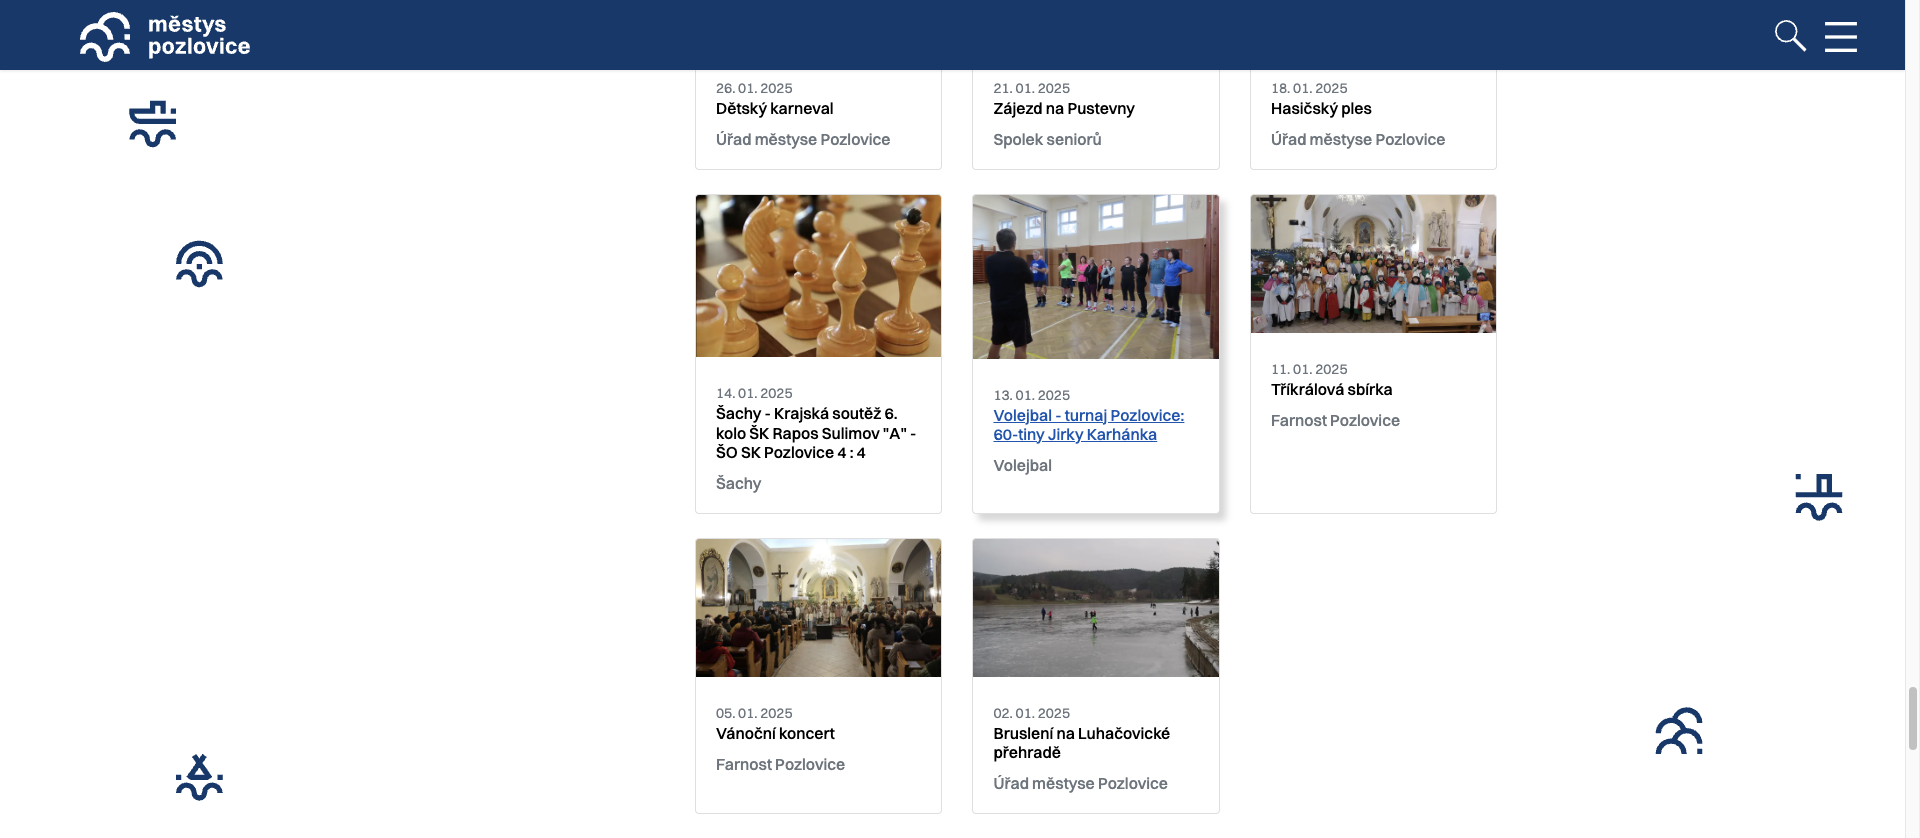 městys
pozlovice
26. 01. 2025
Dětský karneval
Úřad městyse Pozlovice
21. 01. 2025
Zájezd na Pustevny
Spolek seniorů
18. 01. 2025
Hasičský ples
Úřad městyse Pozlovice
14. 01. 2025
Šachy - Krajská soutěž 6.
kolo ŠK Rapos Sulimov "A" -
ŠO SK Pozlovice 4 : 4
Šachy
13. 01. 2025
Volejbal - turnaj Pozlovice:
60-tiny Jirky Karhánka
Volejbal
11. 01. 2025
Tříkrálová sbírka
Farnost Pozlovice
05. 01. 2025
Vánoční koncert
Farnost Pozlovice
02. 01. 2025
Bruslení na Luhačovické
přehradě
Úřad městyse Pozlovice